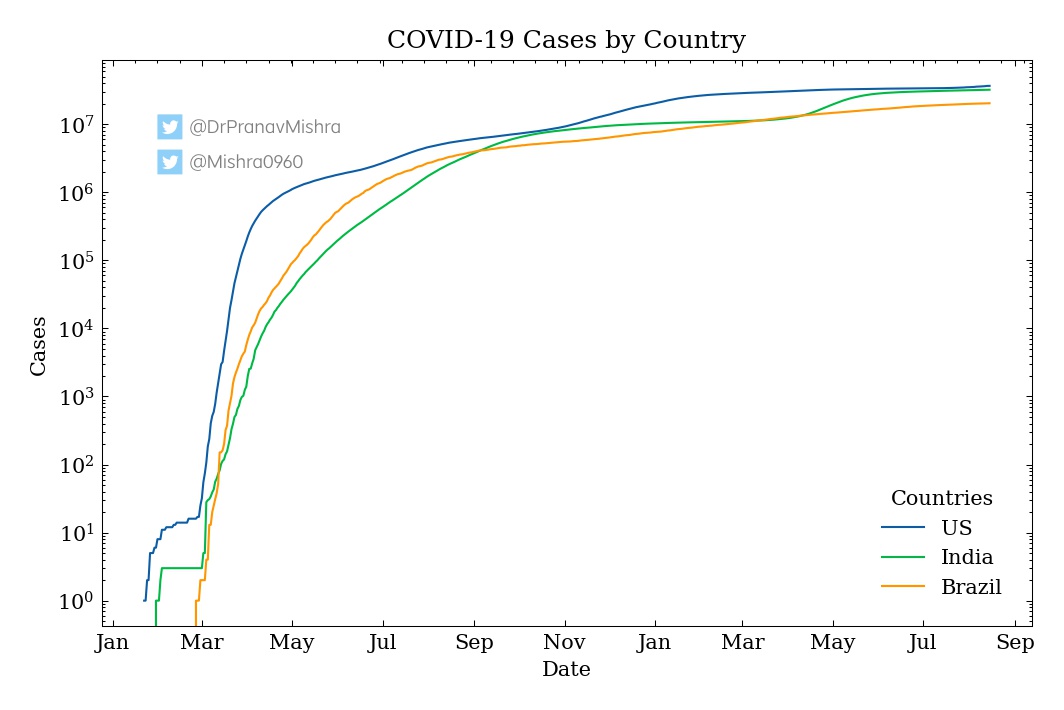 COVID-19 Cases by Country
@DrPranavMishra
@Mishra0960
Cases
10⁷
10⁶
10⁵
10⁴
10³
10²
10¹
10⁰
Countries
US
India
Brazil
Jan Mar May Jul Sep Nov Jan Mar May Jul Sep
Date